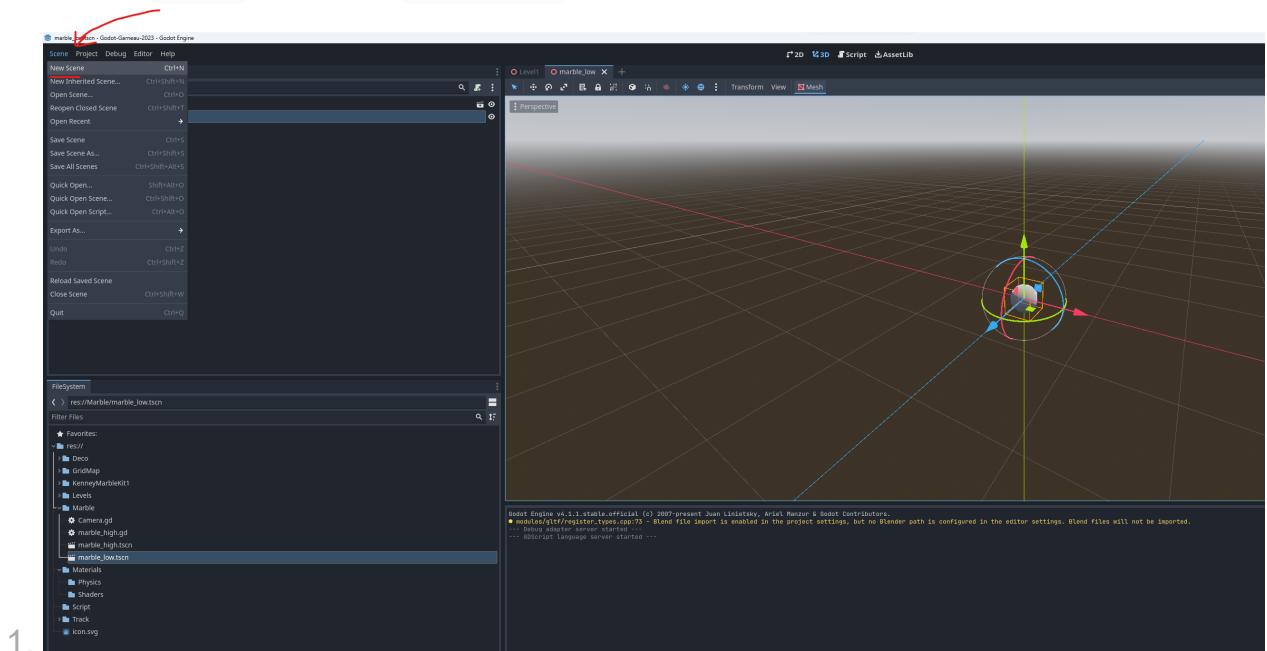 marble_low.tscn - Godot-Gameau-2023 - Godot Engine
Scene Project Debug Editor Help
2D 3D Script AssetLib
New Scene Ctrl+N
New Inherited Scene... Ctrl+Shift+N
Open Scene... Ctrl+O
Reopen Closed Scene Ctrl+Shift+T
Open Recent
Save Scene Ctrl+S
Save Scene As... Ctrl+Shift+S
Save All Scenes Ctrl+Shift+Alt+S
Quick Open... Shift+Alt+O
Quick Open Scene... Ctrl+Shift+O
Quick Open Script... Ctrl+Alt+O
Export As...
Undo Ctrl+Z
Redo Ctrl+Shift+Z
Reload Saved Scene
Close Scene Ctrl+Shift+W
Quit Ctrl+Q
Level1 marble_low
Transform View Mesh
Perspective
FileSystem
res://Marble/marble_low.tscn
Filter Files
Favorites:
res://
Deco
GridMap
KenneyMarbleKit1
Levels
Marble
Camera.gd
marble_high.gd
marble_high.tscn
marble_low.tscn
Materials
Physics
Shaders
Script
Track
icon.svg
Godot Engine v4.1.1.stable.official (c) 2007-present Juan Linietsky, Ariel Manzur & Godot Contributors.
modules/gltf/register_types.cpp:73 - Blend file import is enabled in the project settings, but no Blender path is configured in the editor settings. Blend files will not be imported.
--- Debug adapter server started ---
--- GDScript language server started ---
1.